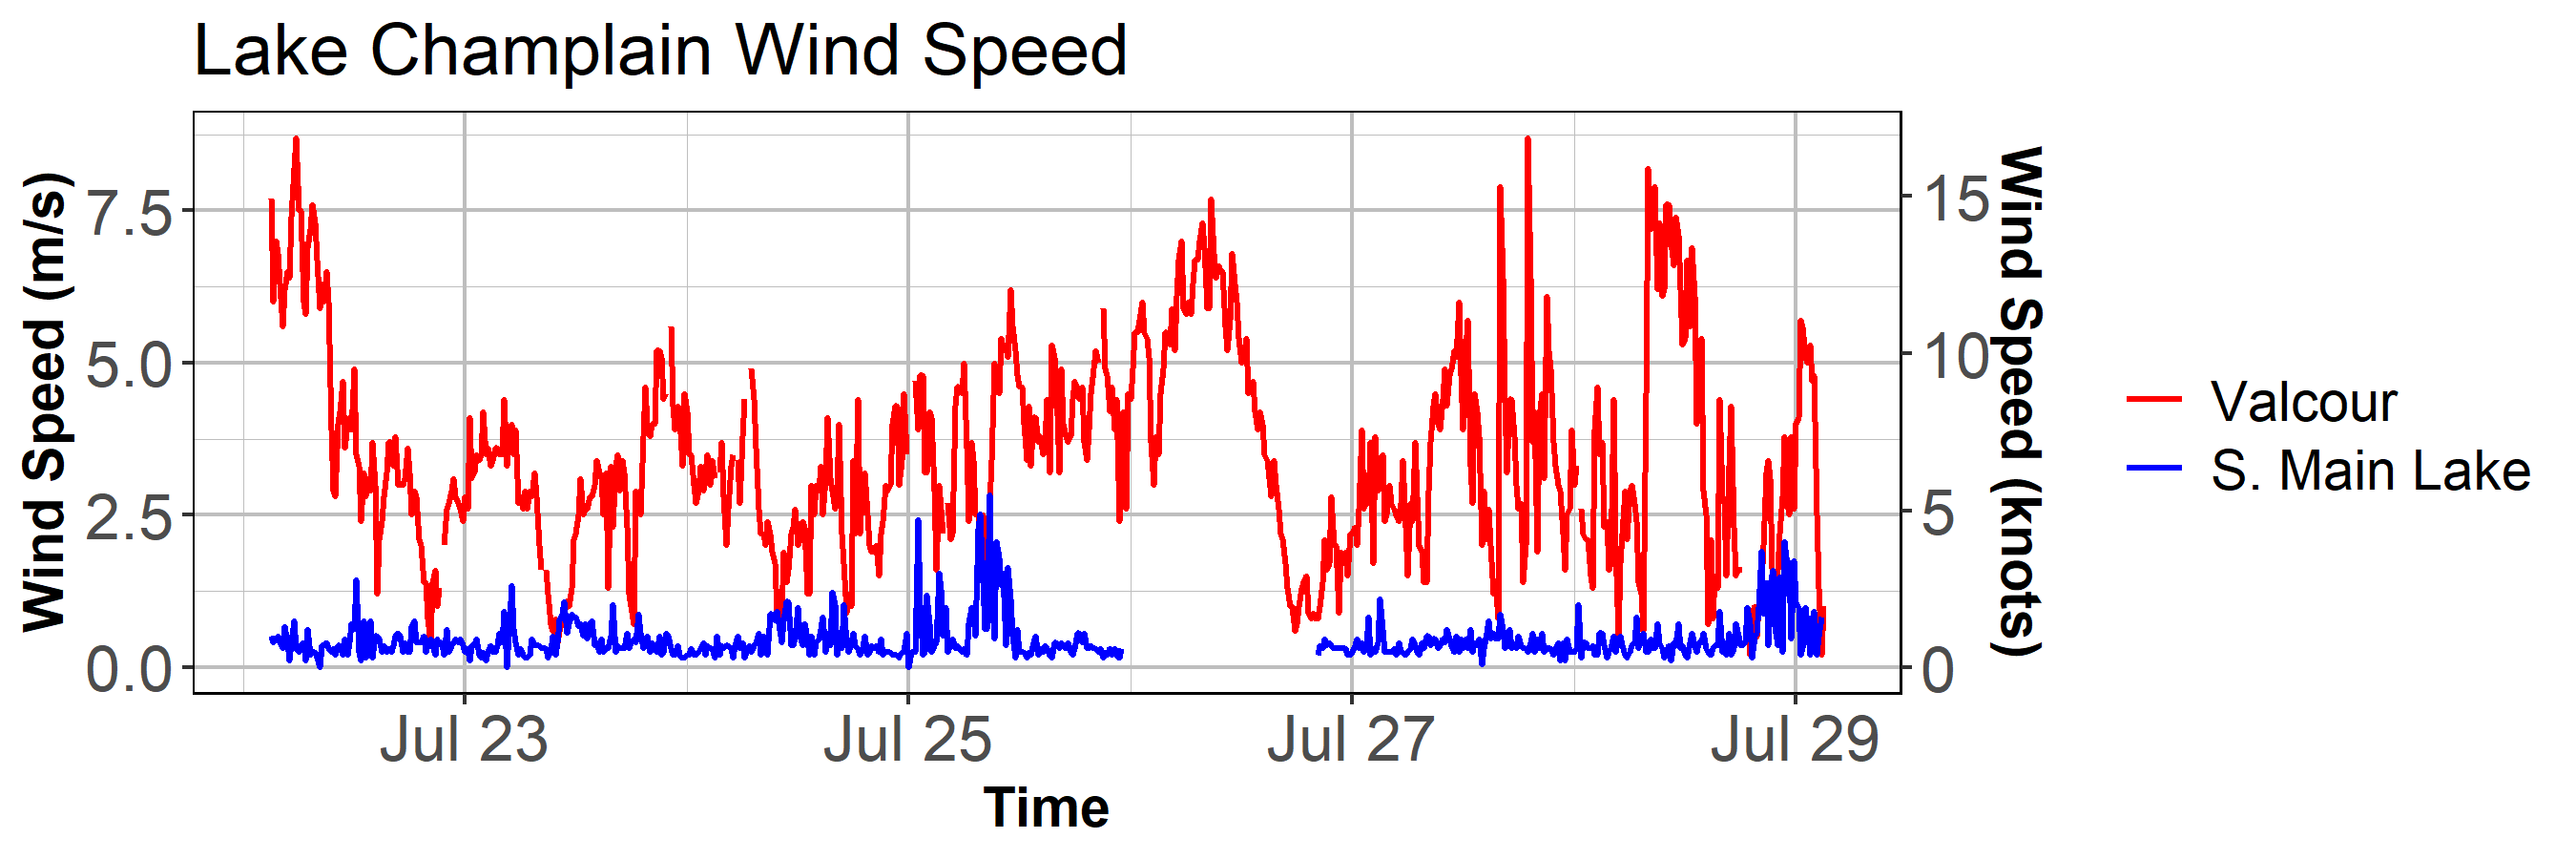 Lake Champlain Wind Speed
Wind Speed (m/s)
7.5
5.0
2.5
0.0
15
10
5
0
Wind Speed (knots)
Jul 23
Jul 25
Jul 27
Jul 29
Time
Valcour
S. Main Lake